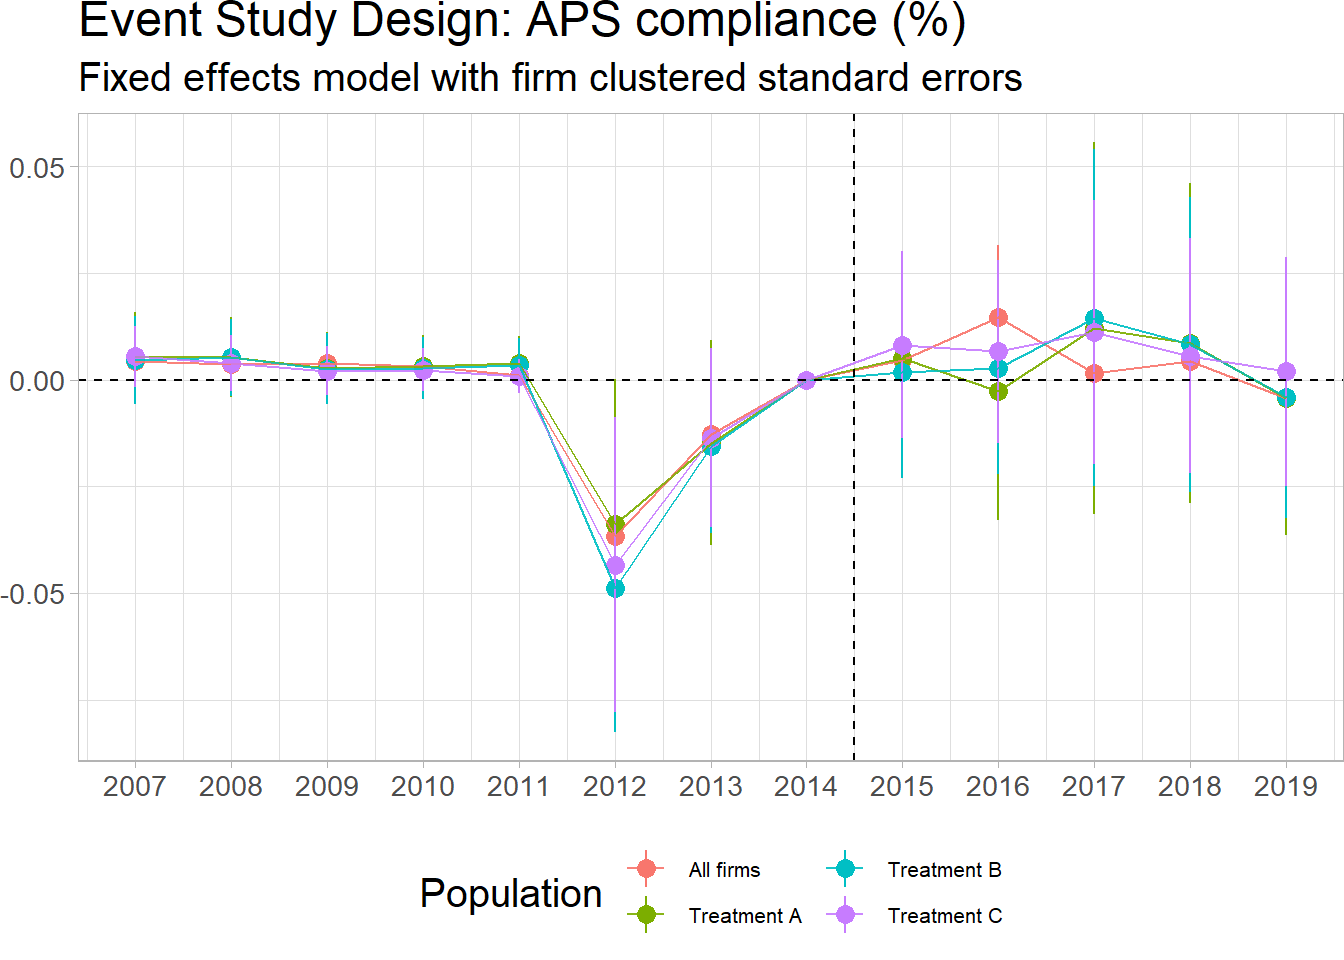 Event Study Design: APS compliance (%)
Fixed effects model with firm clustered standard errors
0.05
0.00
-0.05
2007 2008 2009 2010 2011 2012 2013 2014 2015 2016 2017 2018 2019
Population
All firms
Treatment A
Treatment B
Treatment C